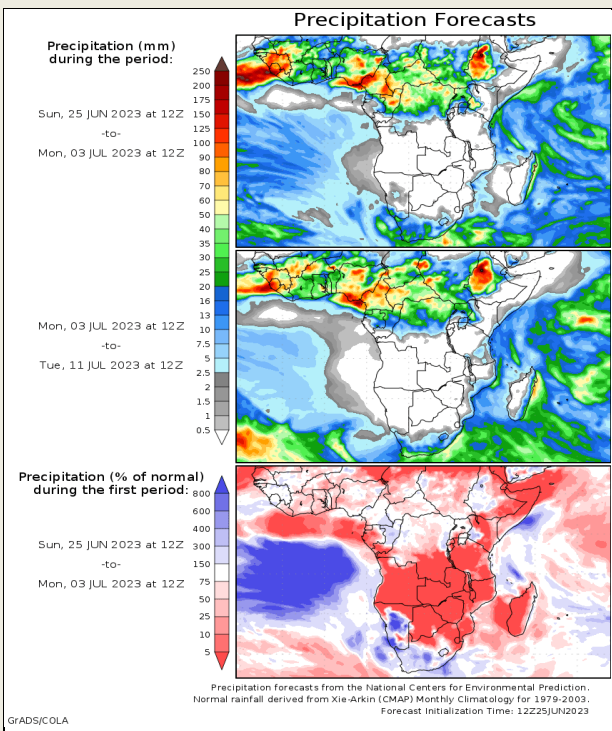 Precipitation Forecasts
Precipitation (mm)
during the period:
Sun, 25 JUN 2023 at 12Z
-to-
Mon, 03 JUL 2023 at 12Z
250
200
175
150
125
100
90
80
70
60
50
40
35
30
25
20
16
13
10
7.5
5
2.5
2
1.5
1
0.5
Mon, 03 JUL 2023 at 12Z
-to-
Tue, 11 JUL 2023 at 12Z
Precipitation (% of normal)
during the first period:
Sun, 25 JUN 2023 at 12Z
-to-
Mon, 03 JUL 2023 at 12Z
800
600
400
300
150
75
50
25
10
5
Precipitation forecasts from the National Centers for Environmental Prediction.
Normal rainfall derived from Xie-Arkin (CMAP) Monthly Climatology for 1979-2003.
Forecast Initialization Time: 12Z25JUN2023
GrADS/COLA